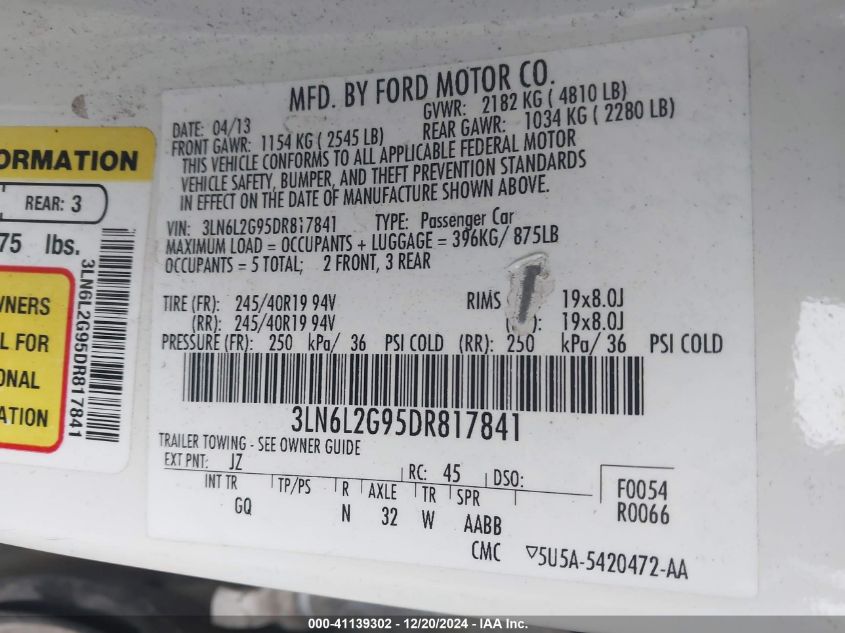 ORMATION
REAR: 3
75 lbs.
WNERS
L FOR
ONAL
ATION
3LN6L2G95DR817841
MFD. BY FORD MOTOR CO.
DATE: 04/13 GVWR: 2182 KG ( 4810 LB)
FRONT GAWR: 1154 KG ( 2545 LB) REAR GAWR: 1034 KG ( 2280 LB)
THIS VEHICLE CONFORMS TO ALL APPLICABLE FEDERAL MOTOR
VEHICLE SAFETY, BUMPER, AND THEFT PREVENTION STANDARDS
IN EFFECT ON THE DATE OF MANUFACTURE SHOWN ABOVE.
VIN: 3LN6L2G95DR817841 TYPE: Passenger Car
MAXIMUM LOAD = OCCUPANTS + LUGGAGE = 396KG/ 875LB
OCCUPANTS = 5 TOTAL; 2 FRONT, 3 REAR
TIRE (FR): 245/40R19 94V RIMS 19x8.0J
(RR): 245/40R19 94V ): 19x8.0J
PRESSURE (FR): 250 kPa/ 36 PSI COLD (RR): 250 kPa/ 36 PSI COLD
3LN6L2G95DR817841
TRAILER TOWING - SEE OWNER GUIDE
EXT PNT: JZ RC: 45 DSO:
INT TR TP/PS R AXLE TR SPR F0054
GQ N 32 W AABB R0066
CMC ▽5U5A-5420472-AA
000-41139302 - 12/20/2024 - IAA Inc.